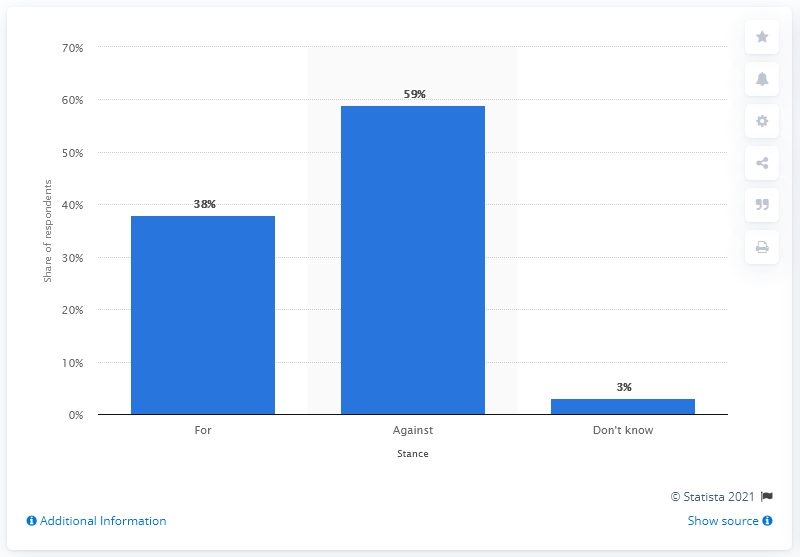 70%
60%
50%
40%
30%
20%
10%
0%
Share of respondents
38%
59%
3%
For
Against
Don't know
Stance
© Statista 2021
Additional Information
Show source